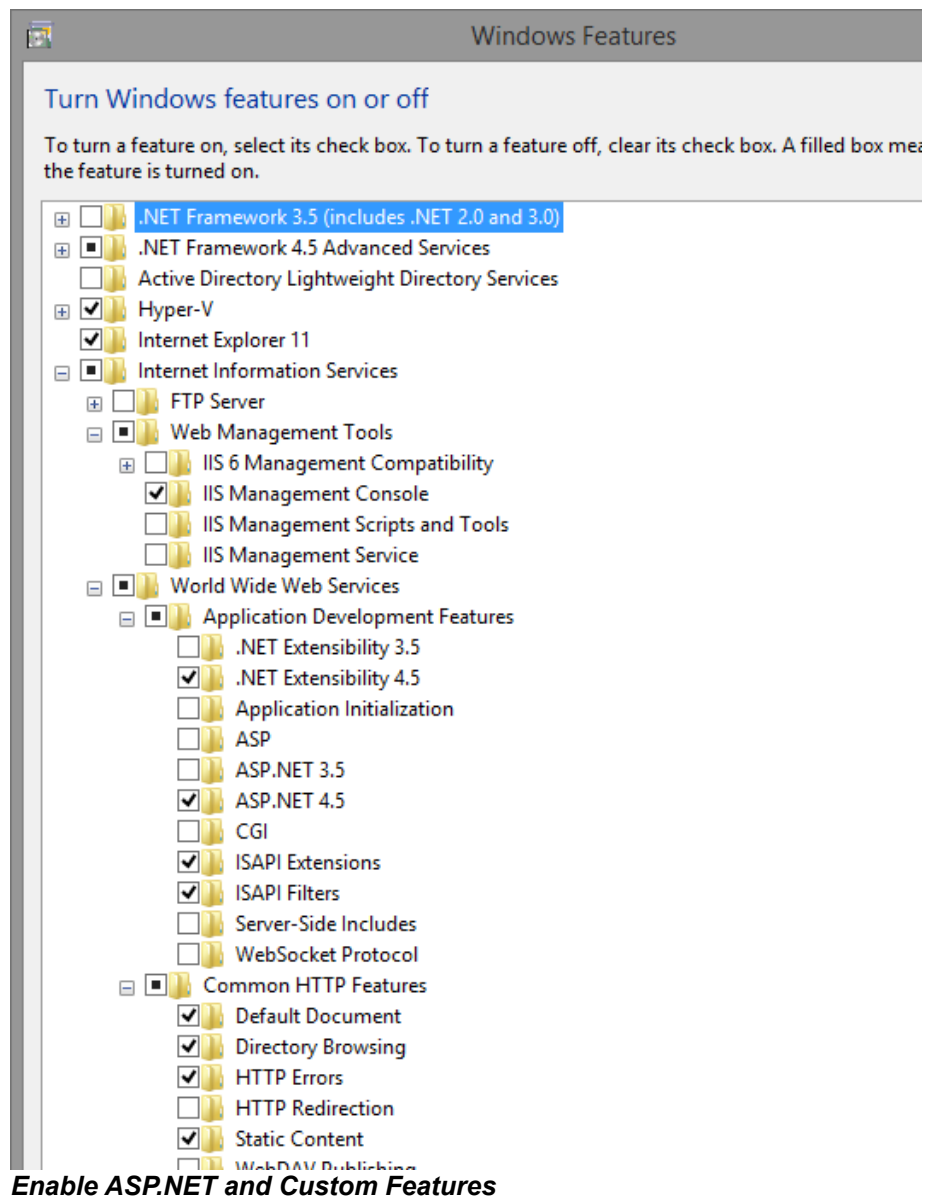 Windows Features
Turn Windows features on or off
To turn a feature on, select its check box. To turn a feature off, clear its check box. A filled box mea
the feature is turned on.
.NET Framework 3.5 (includes .NET 2.0 and 3.0)
.NET Framework 4.5 Advanced Services
Active Directory Lightweight Directory Services
Hyper-V
Internet Explorer 11
Internet Information Services
FTP Server
Web Management Tools
IIS 6 Management Compatibility
IIS Management Console
IIS Management Scripts and Tools
IIS Management Service
World Wide Web Services
Application Development Features
.NET Extensibility 3.5
.NET Extensibility 4.5
Application Initialization
ASP
ASP.NET 3.5
ASP.NET 4.5
CGI
ISAPI Extensions
ISAPI Filters
Server-Side Includes
WebSocket Protocol
Common HTTP Features
Default Document
Directory Browsing
HTTP Errors
HTTP Redirection
Static Content
WebDAV Publishing
Enable ASP.NET and Custom Features